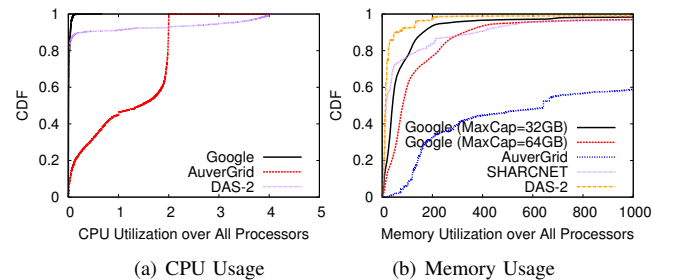 CDF
1
0.8
0.6
0.4
0.2
0
Google
AuverGrid
DAS-2
0 1 2 3 4 5
CPU Utilization over All Processors
(a) CPU Usage
CDF
1
0.8
0.6
0.4
0.2
0
Google (MaxCap=32GB)
Google (MaxCap=64GB)
AuverGrid
SHARCNET
DAS-2
0 200 400 600 800 1000
Memory Utilization over All Processors
(b) Memory Usage